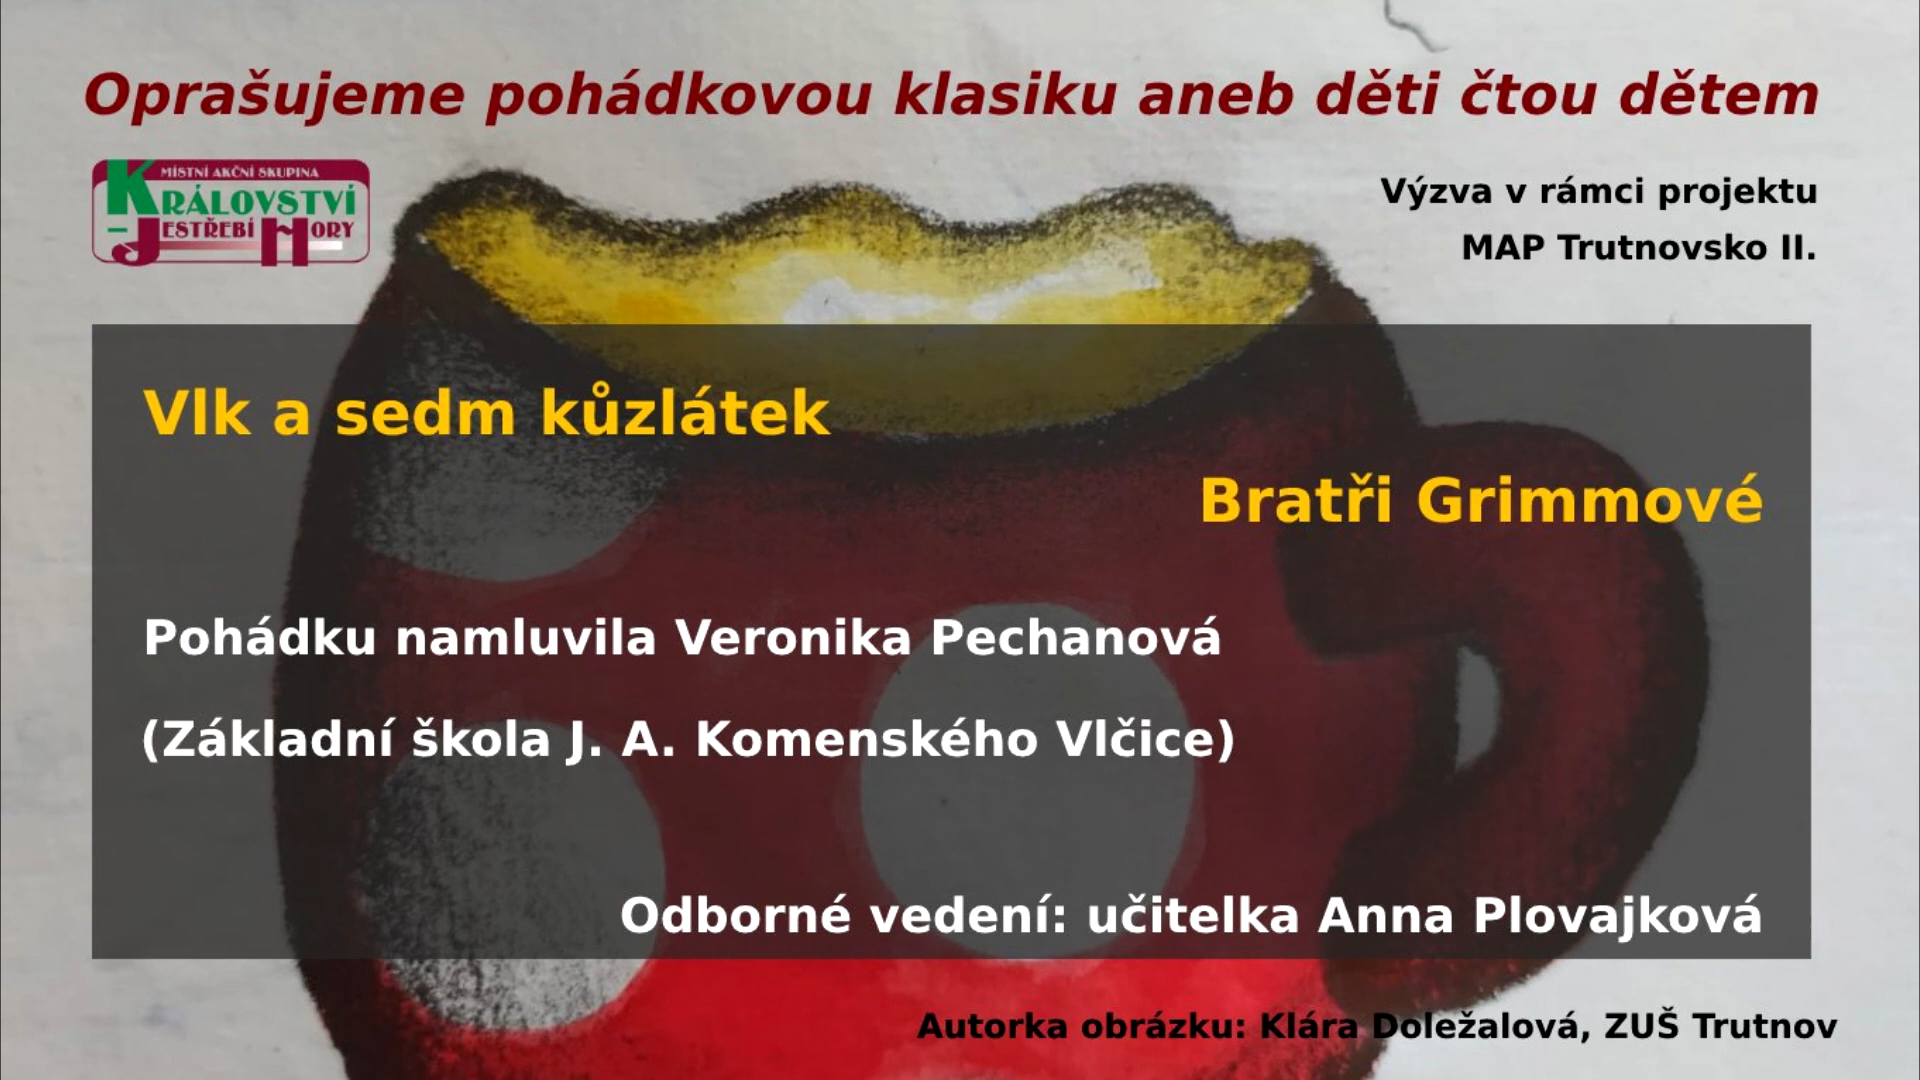 Oprašujeme pohádkovou klasiku aneb děti čtou dětem
MÍSTNÍ AKČNÍ SKUPINA
KRÁLOVSTVÍ
– JESTŘEBÍ HORY
Výzva v rámci projektu
MAP Trutnovsko II.
Vlk a sedm kůzlátek
Bratři Grimmové
Pohádku namluvila Veronika Pechanová
(Základní škola J. A. Komenského Vlčice)
Odborné vedení: učitelka Anna Plovajková
Autorka obrázku: Klára Doležalová, ZUŠ Trutnov